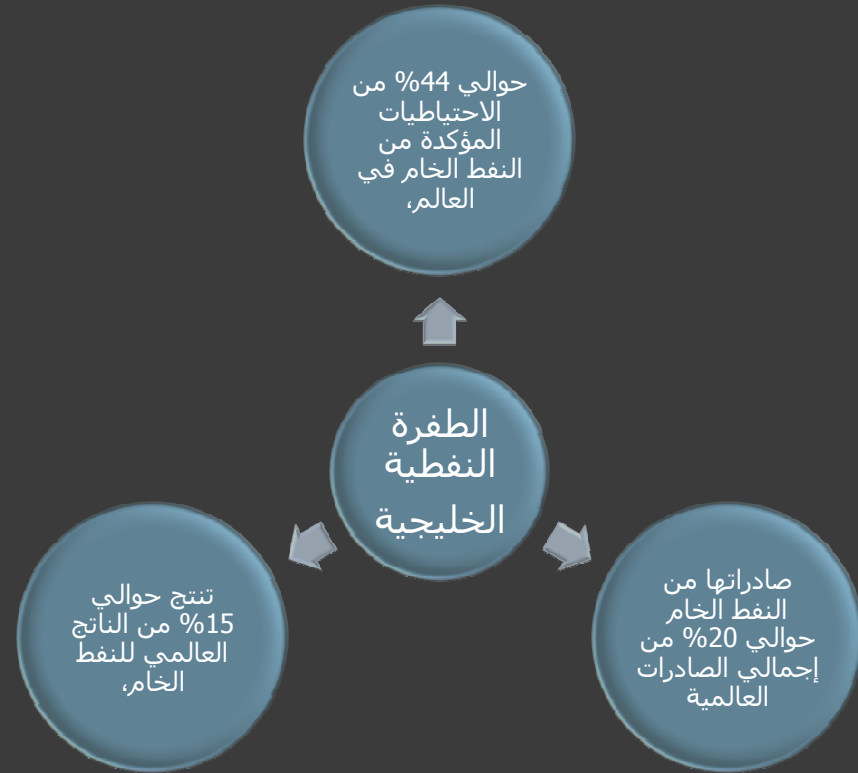 حوالي 44% من
الاحتياطيات
المؤكدة من
النفط الخام في
العالم،
الطفرة
النفطية
الخليجية
صادراتها من
النفط الخام
حوالي 20% من
إجمالي الصادرات
العالمية
تنتج حوالي
15% من الناتج
العالمي للنفط
الخام،